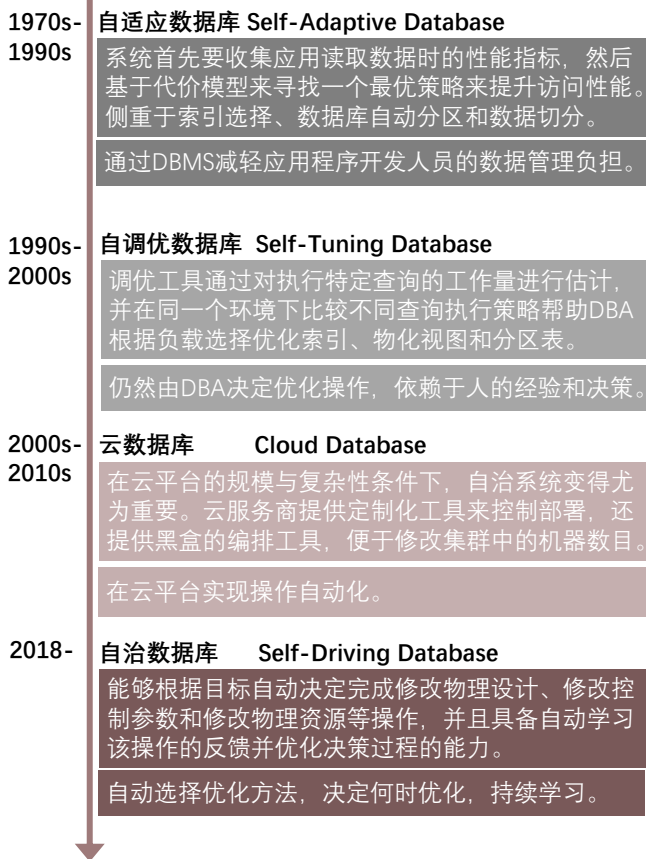 1970s-
1990s
自适应数据库 Self-Adaptive Database
系统首先要收集应用读取数据时的性能指标，然后
基于代价模型来寻找一个最优策略来提升访问性能。
侧重于索引选择、数据库自动分区和数据切分。
通过DBMS减轻应用程序开发人员的数据管理负担。
1990s-
2000s
自调优数据库 Self-Tuning Database
调优工具通过对执行特定查询的工作量进行估计，
并在同一个环境下比较不同查询执行策略帮助DBA
根据负载选择优化索引、物化视图和分区表。
仍然由DBA决定优化操作，依赖于人的经验和决策。
2000s-
2010s
云数据库 Cloud Database
在云平台的规模与复杂性条件下，自治系统变得尤
为重要。云服务商提供定制化工具来控制部署，还
提供黑盒的编排工具，便于修改集群中的机器数目。
在云平台实现操作自动化。
2018-
自治数据库 Self-Driving Database
能够根据目标自动决定完成修改物理设计、修改控
制参数和修改物理资源等操作，并且具备自动学习
该操作的反馈并优化决策过程的能力。
自动选择优化方法，决定何时优化，持续学习。